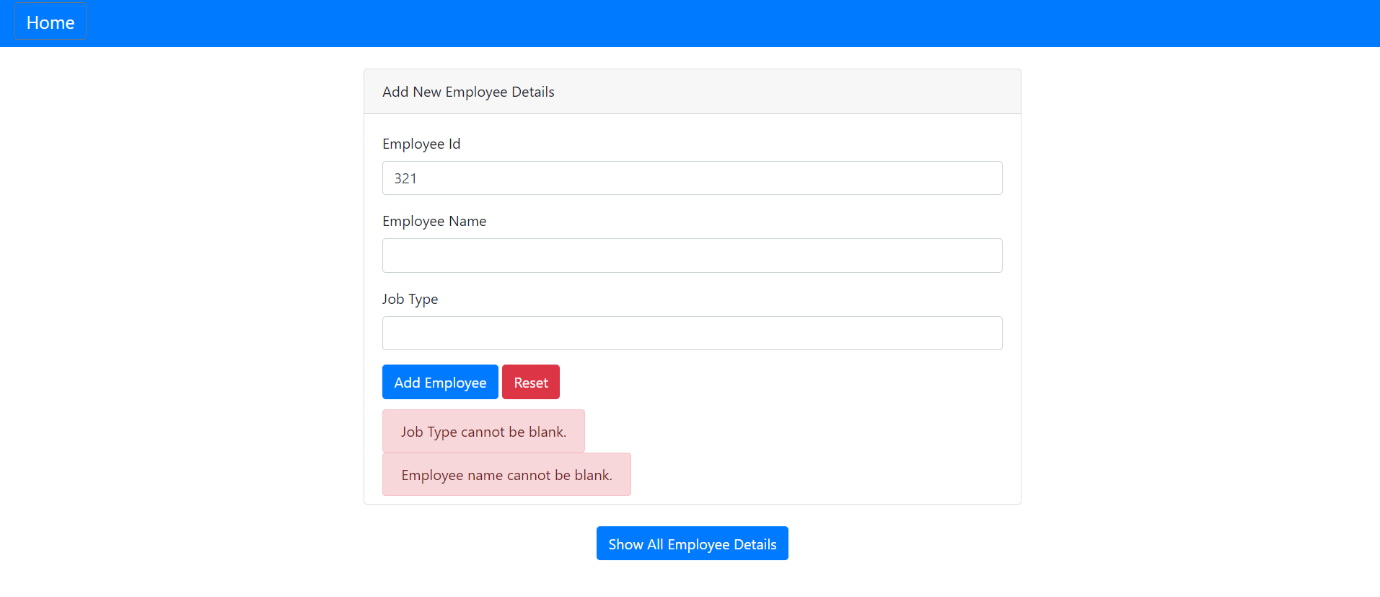 Home
Add New Employee Details
Employee Id
321
Employee Name
Job Type
Add Employee Reset
Job Type cannot be blank.
Employee name cannot be blank.
Show All Employee Details